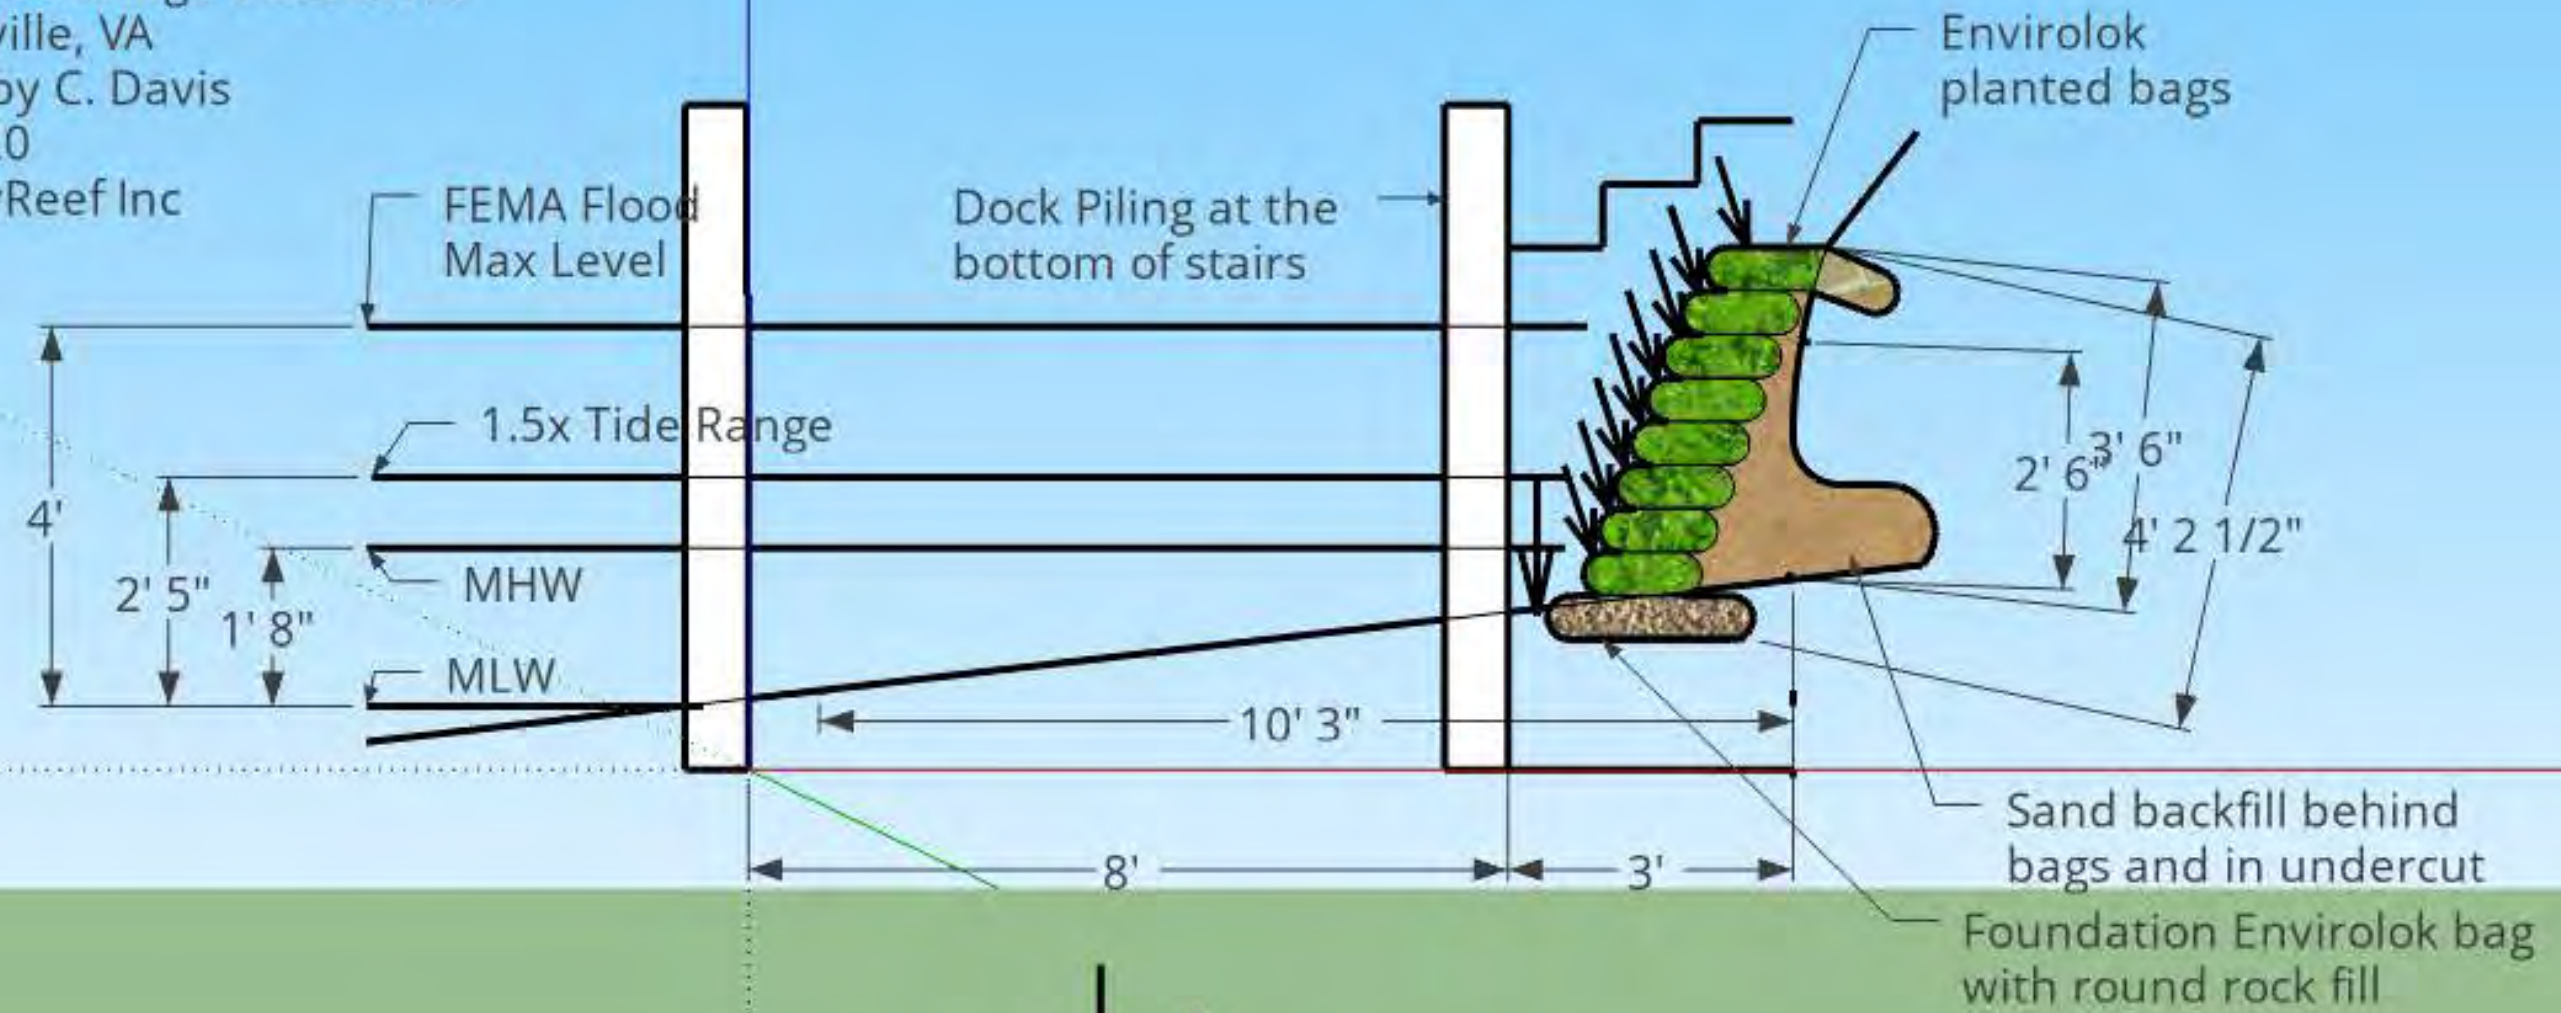 ville, VA
by C. Davis
Reef Inc
FEMA Flood
Max Level
Dock Piling at the
bottom of stairs
Envirolok
planted bags
1.5x Tide Range
4'
2' 5"
1' 8"
MHW
MLW
2' 6"
3' 6"
4' 2 1/2"
10' 3"
8'
3'
Sand backfill behind
bags and in undercut
Foundation Envirolok bag
with round rock fill